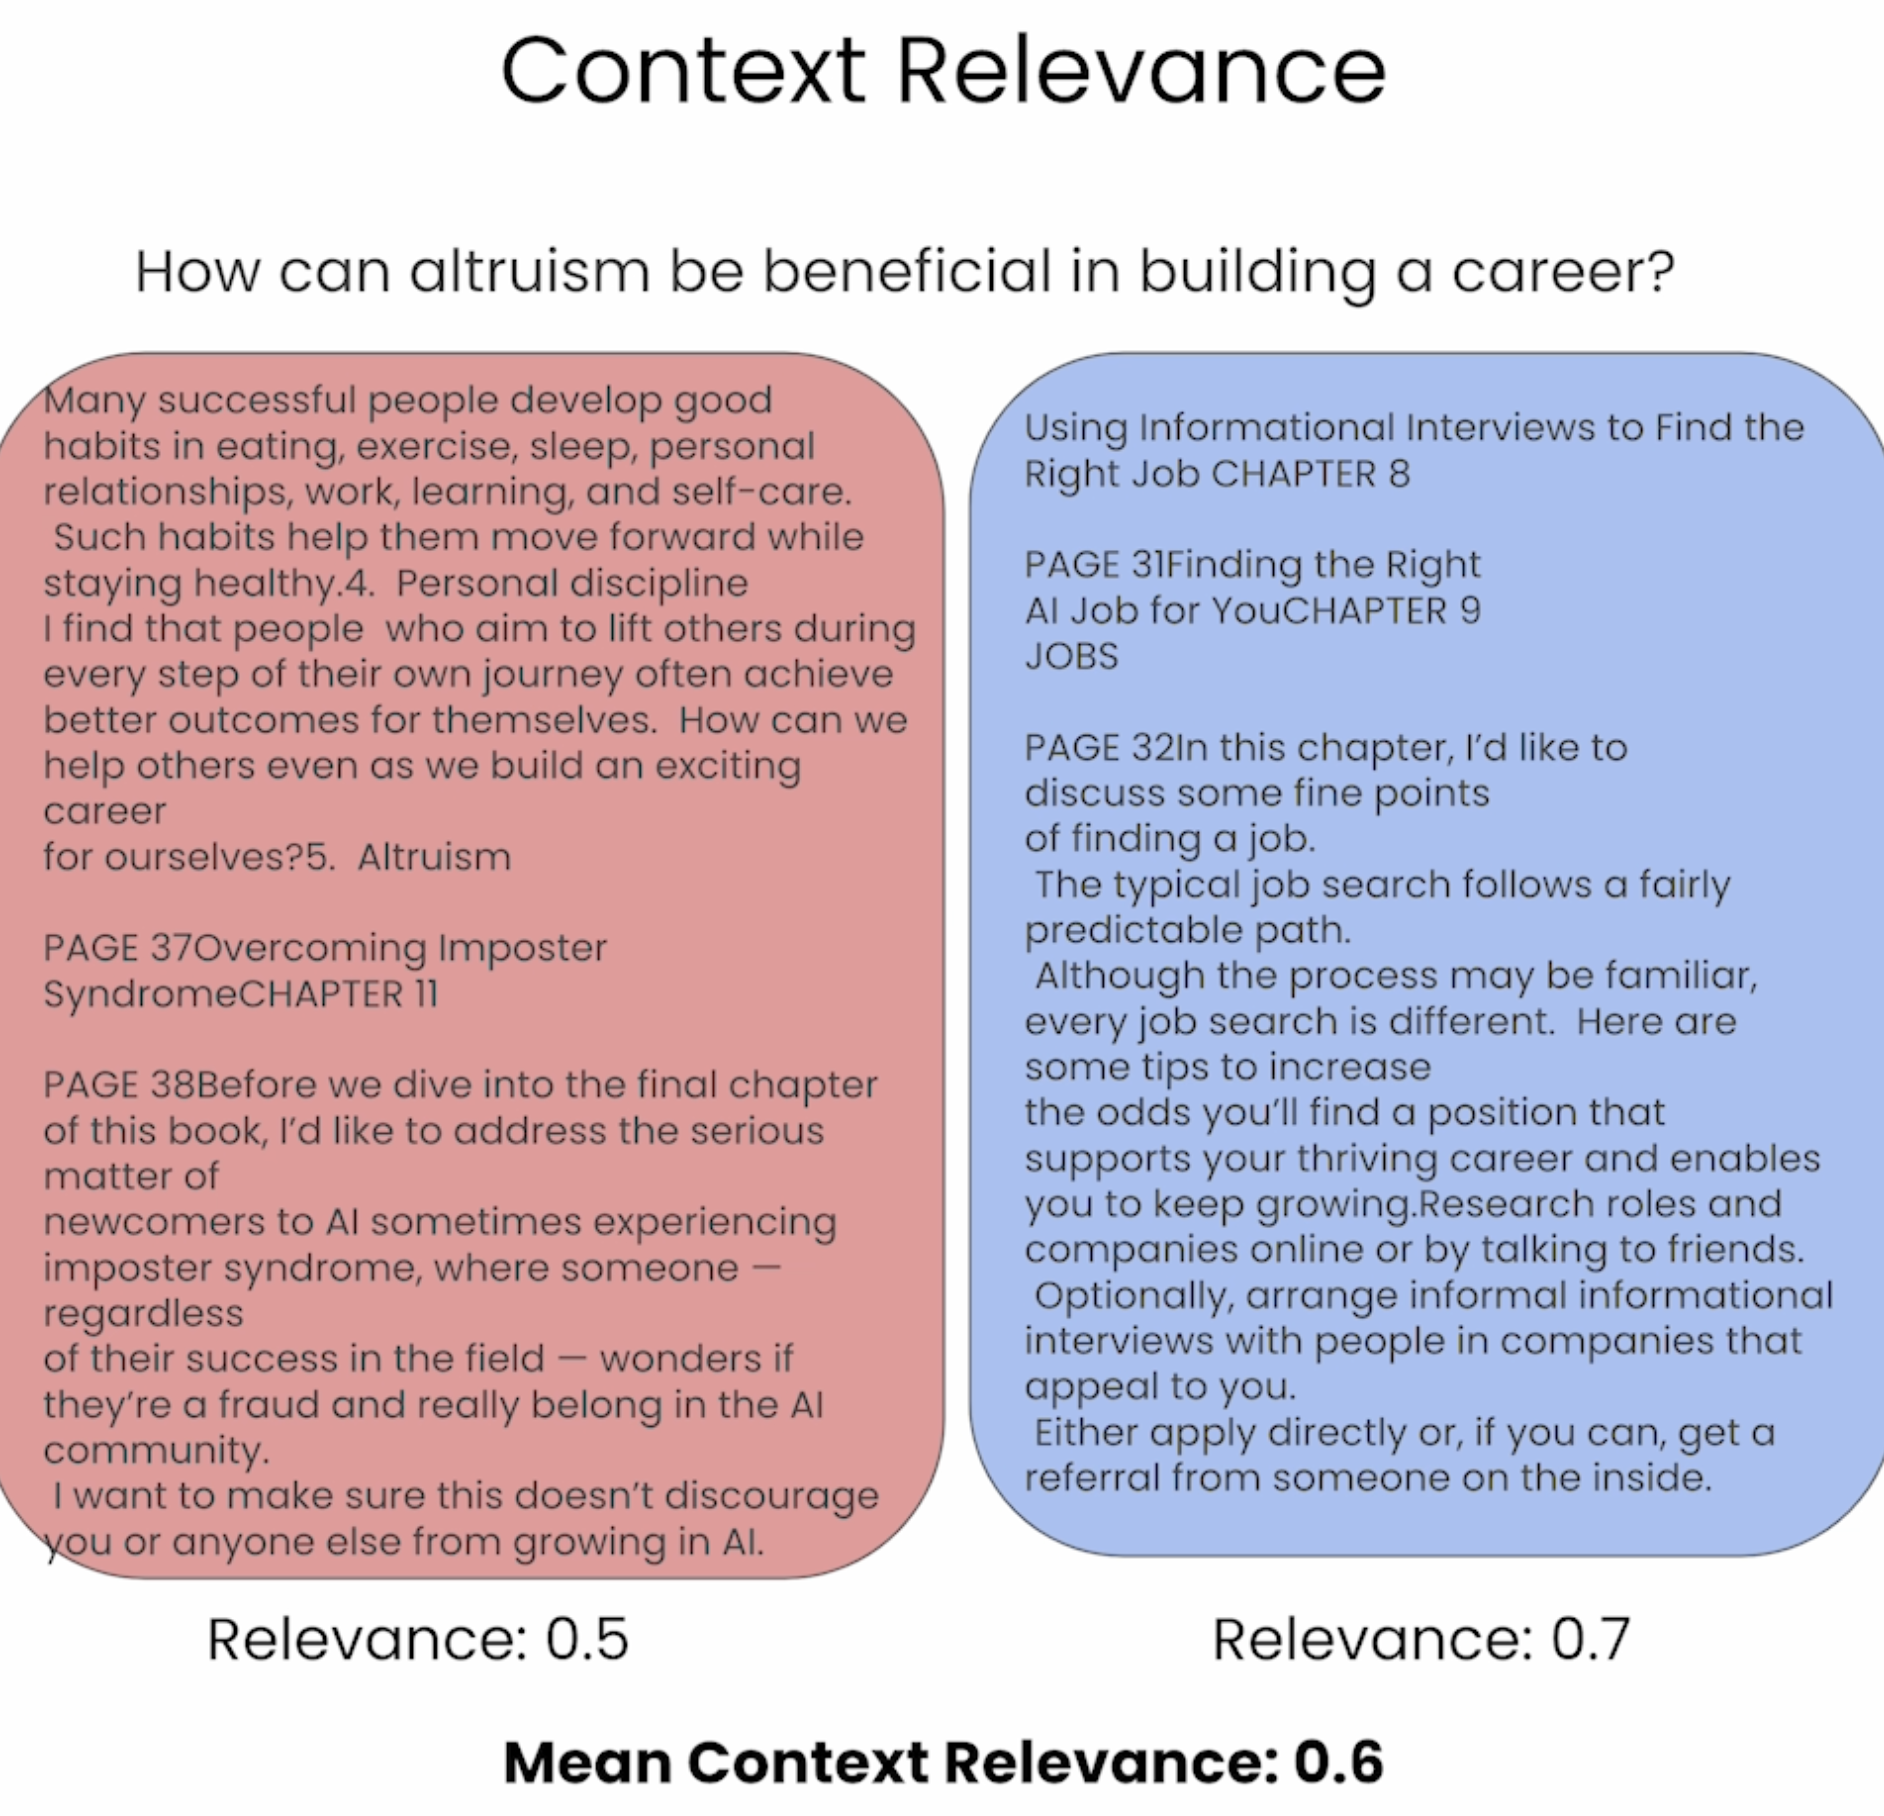 Context Relevance
How can altruism be beneficial in building a career?
Many successful people develop good
habits in eating, exercise, sleep, personal
relationships, work, learning, and self-care.
Such habits help them move forward while
staying healthy.4. Personal discipline
I find that people who aim to lift others during
every step of their own journey often achieve
better outcomes for themselves. How can we
help others even as we build an exciting
career
for ourselves?5. Altruism
PAGE 37Overcoming Imposter
SyndromeCHAPTER 11
PAGE 38Before we dive into the final chapter
of this book, I'd like to address the serious
matter of
newcomers to AI sometimes experiencing
imposter syndrome, where someone —
regardless
of their success in the field — wonders if
they're a fraud and really belong in the AI
community.
I want to make sure this doesn't discourage
you or anyone else from growing in AI.
Relevance: 0.5
Using Informational Interviews to Find the
Right Job CHAPTER 8
PAGE 31Finding the Right
AI Job for YouCHAPTER 9
JOBS
PAGE 32In this chapter, I'd like to
discuss some fine points
of finding a job.
The typical job search follows a fairly
predictable path.
Although the process may be familiar,
every job search is different. Here are
some tips to increase
the odds you'll find a position that
supports your thriving career and enables
you to keep growing.Research roles and
companies online or by talking to friends.
Optionally, arrange informal informational
interviews with people in companies that
appeal to you.
Either apply directly or, if you can, get a
referral from someone on the inside.
Relevance: 0.7
Mean Context Relevance: 0.6